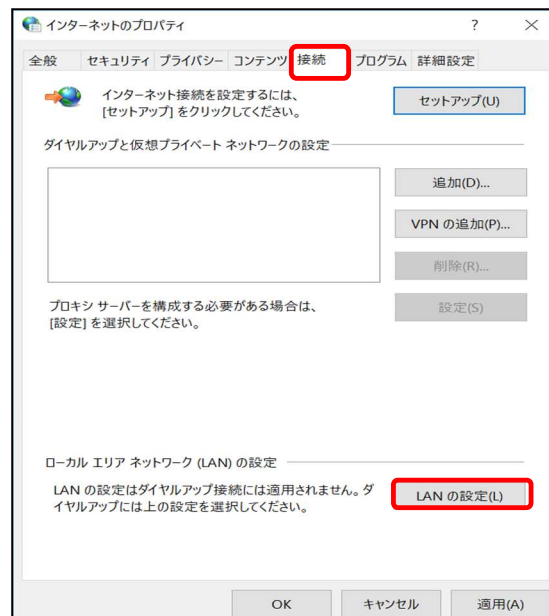 インターネットのプロパティ
?
×
全般 セキュリティ プライバシー コンテンツ 接続 プログラム 詳細設定
インターネット接続を設定するには、
[セットアップ] をクリックしてください。
セットアップ(U)
ダイヤルアップと仮想プライベート ネットワークの設定
追加(D)...
VPN の追加(P)...
削除(R)...
プロキシ サーバーを構成する必要がある場合は、
[設定] を選択してください。
設定(S)
ローカル エリア ネットワーク (LAN) の設定
LAN の設定はダイヤルアップ接続には適用されません。ダ
イヤルアップには上の設定を選択してください。
LAN の設定(L)
OK キャンセル 適用(A)